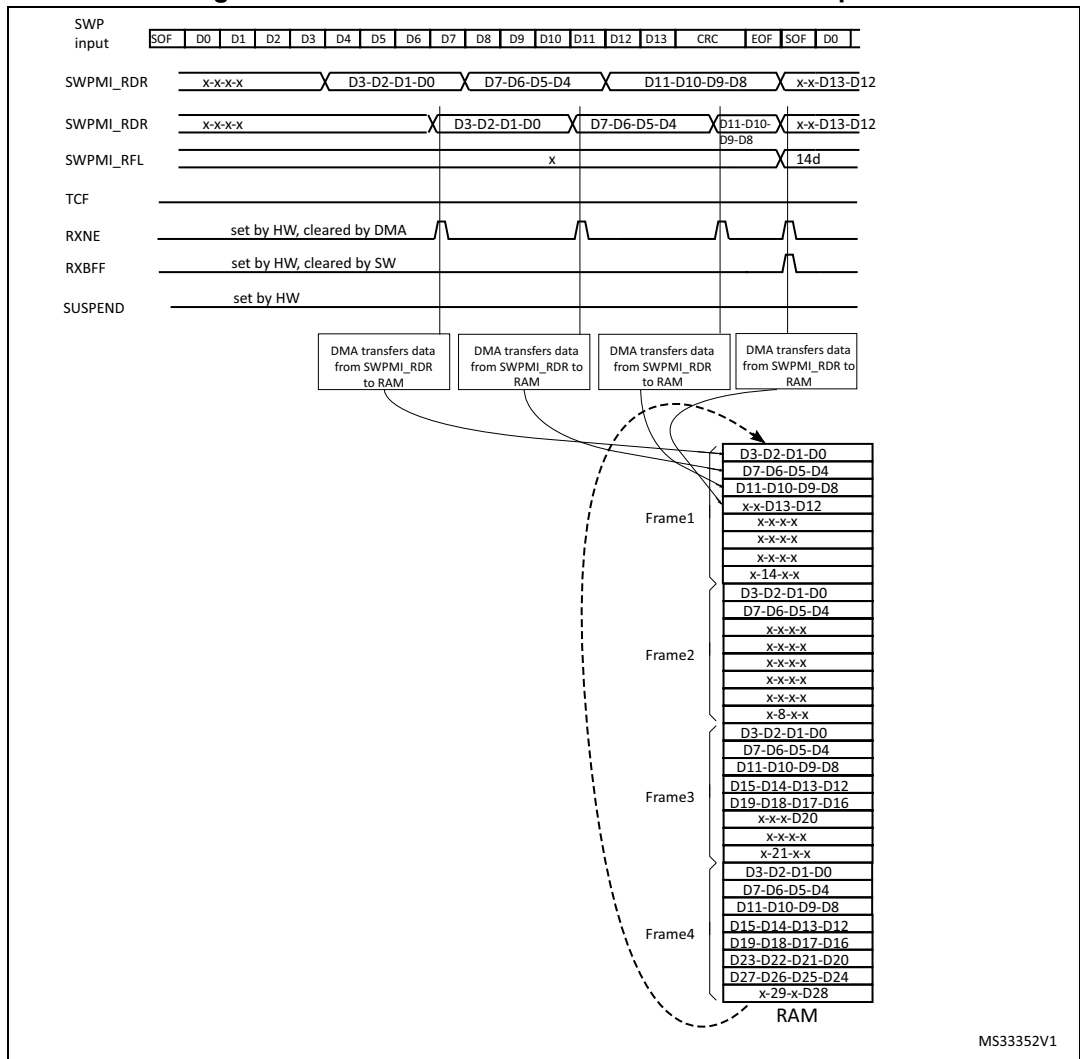 SWP
input
SOF D0 D1 D2 D3 D4 D5 D6 D7 D8 D9 D10 D11 D12 D13 CRC EOF SOF D0
SWPMI_RDR x-x-x-x D3-D2-D1-D0 D7-D6-D5-D4 D11-D10-D9-D8 x-x-D13-D12
SWPMI_RDR x-x-x-x D3-D2-D1-D0 D7-D6-D5-D4 D11-D10-
D9-D8
x-x-D13-D12
SWPMI_RFL x 14d
TCF
RXNE set by HW, cleared by DMA
RXBFF set by HW, cleared by SW
SUSPEND set by HW
DMA transfers data
from SWPMI_RDR
to RAM
DMA transfers data
from SWPMI_RDR to
RAM
DMA transfers data
from SWPMI_RDR
to RAM
DMA transfers data
from SWPMI_RDR to
RAM
Frame1
D3-D2-D1-D0
D7-D6-D5-D4
D11-D10-D9-D8
x-x-D13-D12
x-x-x-x
x-x-x-x
x-x-x-x
x-14-x-x
Frame2
D3-D2-D1-D0
D7-D6-D5-D4
x-x-x-x
x-x-x-x
x-x-x-x
x-x-x-x
x-x-x-x
x-8-x-x
Frame3
D3-D2-D1-D0
D7-D6-D5-D4
D11-D10-D9-D8
D15-D14-D13-D12
D19-D18-D17-D16
x-x-x-D20
x-x-x-x
x-21-x-x
Frame4
D3-D2-D1-D0
D7-D6-D5-D4
D11-D10-D9-D8
D15-D14-D13-D12
D19-D18-D17-D16
D23-D22-D21-D20
D27-D26-D25-D24
x-29-x-D28
RAM
MS33352V1